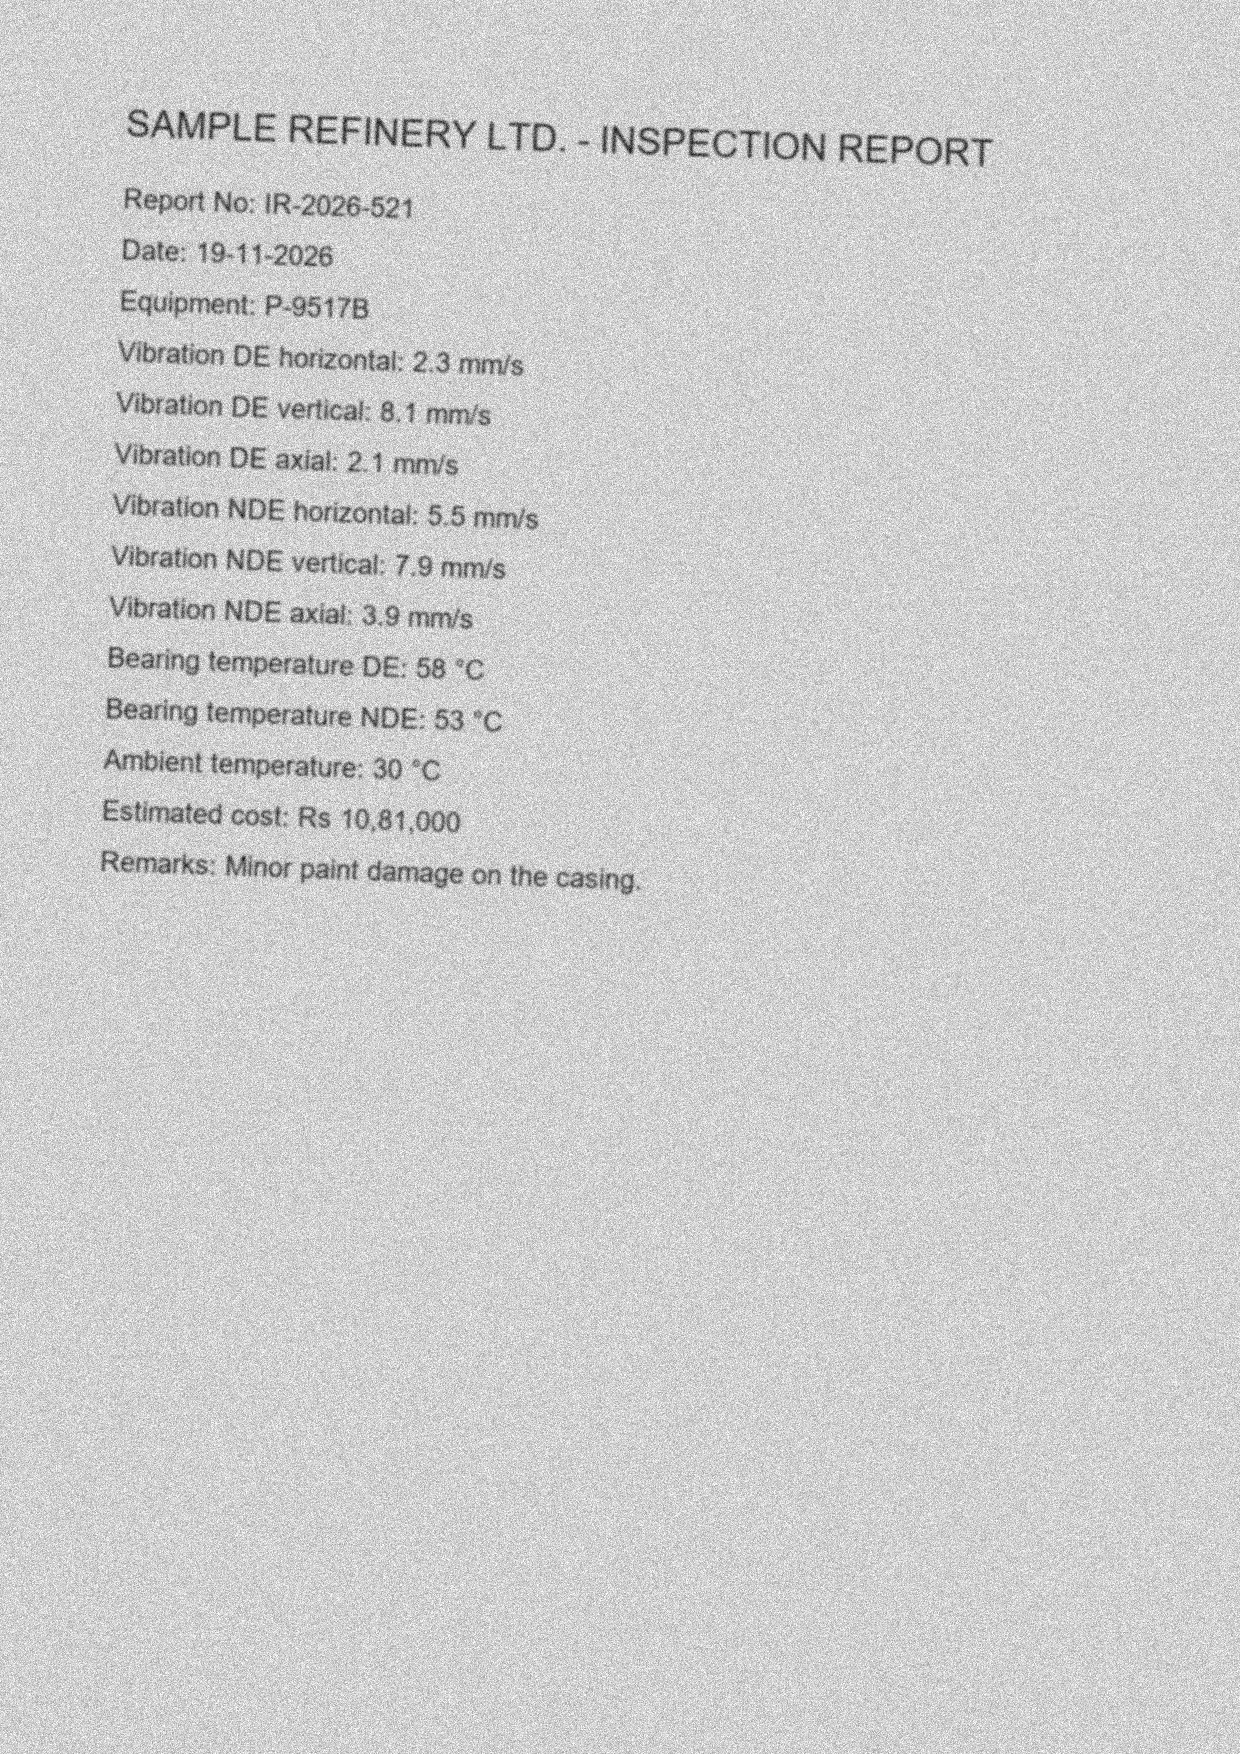 SAMPLE REFINERY LTD. - INSPECTION REPORT
Report No: IR-2026-521
Date: 19-11-2026
Equipment: P-9517B
Vibration DE horizontal: 2.3 mm/s
Vibration DE vertical: 8.1 mm/s
Vibration DE axial: 2.1 mm/s
Vibration NDE horizontal: 5.5 mm/s
Vibration NDE vertical: 7.9 mm/s
Vibration NDE axial: 3.9 mm/s
Bearing temperature DE: 58 °C
Bearing temperature NDE: 53 °C
Ambient temperature: 30 °C
Estimated cost: Rs 10,81,000
Remarks: Minor paint damage on the casing.